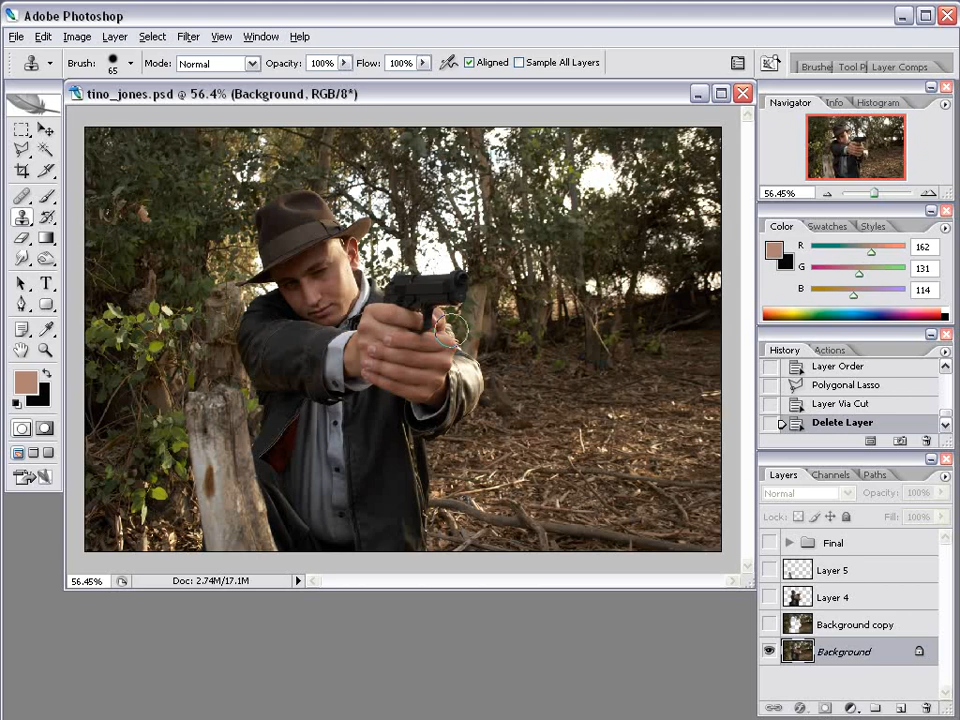 Adobe Photoshop
File Edit Image Layer Select Filter View Window Help
Brush: 65 Mode: Normal Opacity: 100% Flow: 100% Aligned Sample All Layers
Brushe Tool P Layer Comps
tino_jones.psd @ 56.4% (Background, RGB/8*)
Navigator Info Histogram
56.45%
Color Swatches Styles
R 162
G 131
B 114
History Actions
Layer Order
Polygonal Lasso
Layer Via Cut
Delete Layer
Layers Channels Paths
Normal Opacity: 100%
Lock: Fill: 100%
Final
Layer 5
Layer 4
Background copy
Background
56.45% Doc: 2.74M/17.1M